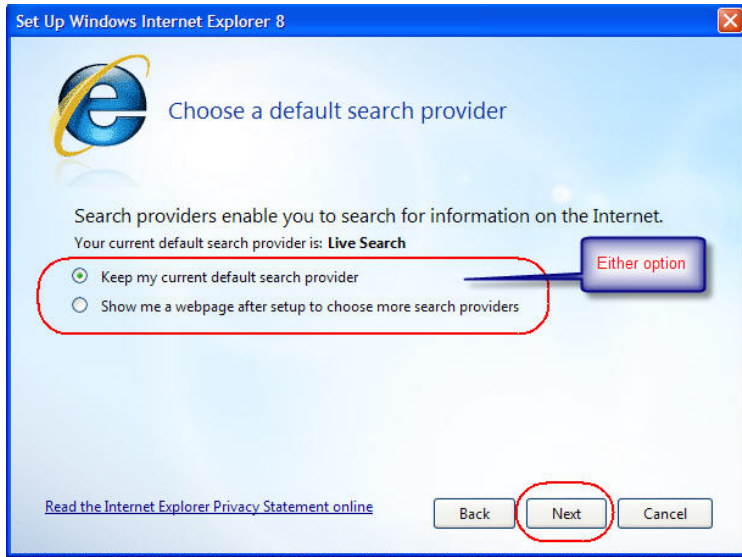 Set Up Windows Internet Explorer 8
Choose a default search provider
Search providers enable you to search for information on the Internet.
Your current default search provider is: Live Search
Keep my current default search provider
Either option
Show me a webpage after setup to choose more search providers
Read the Internet Explorer Privacy Statement online
Back
Next
Cancel